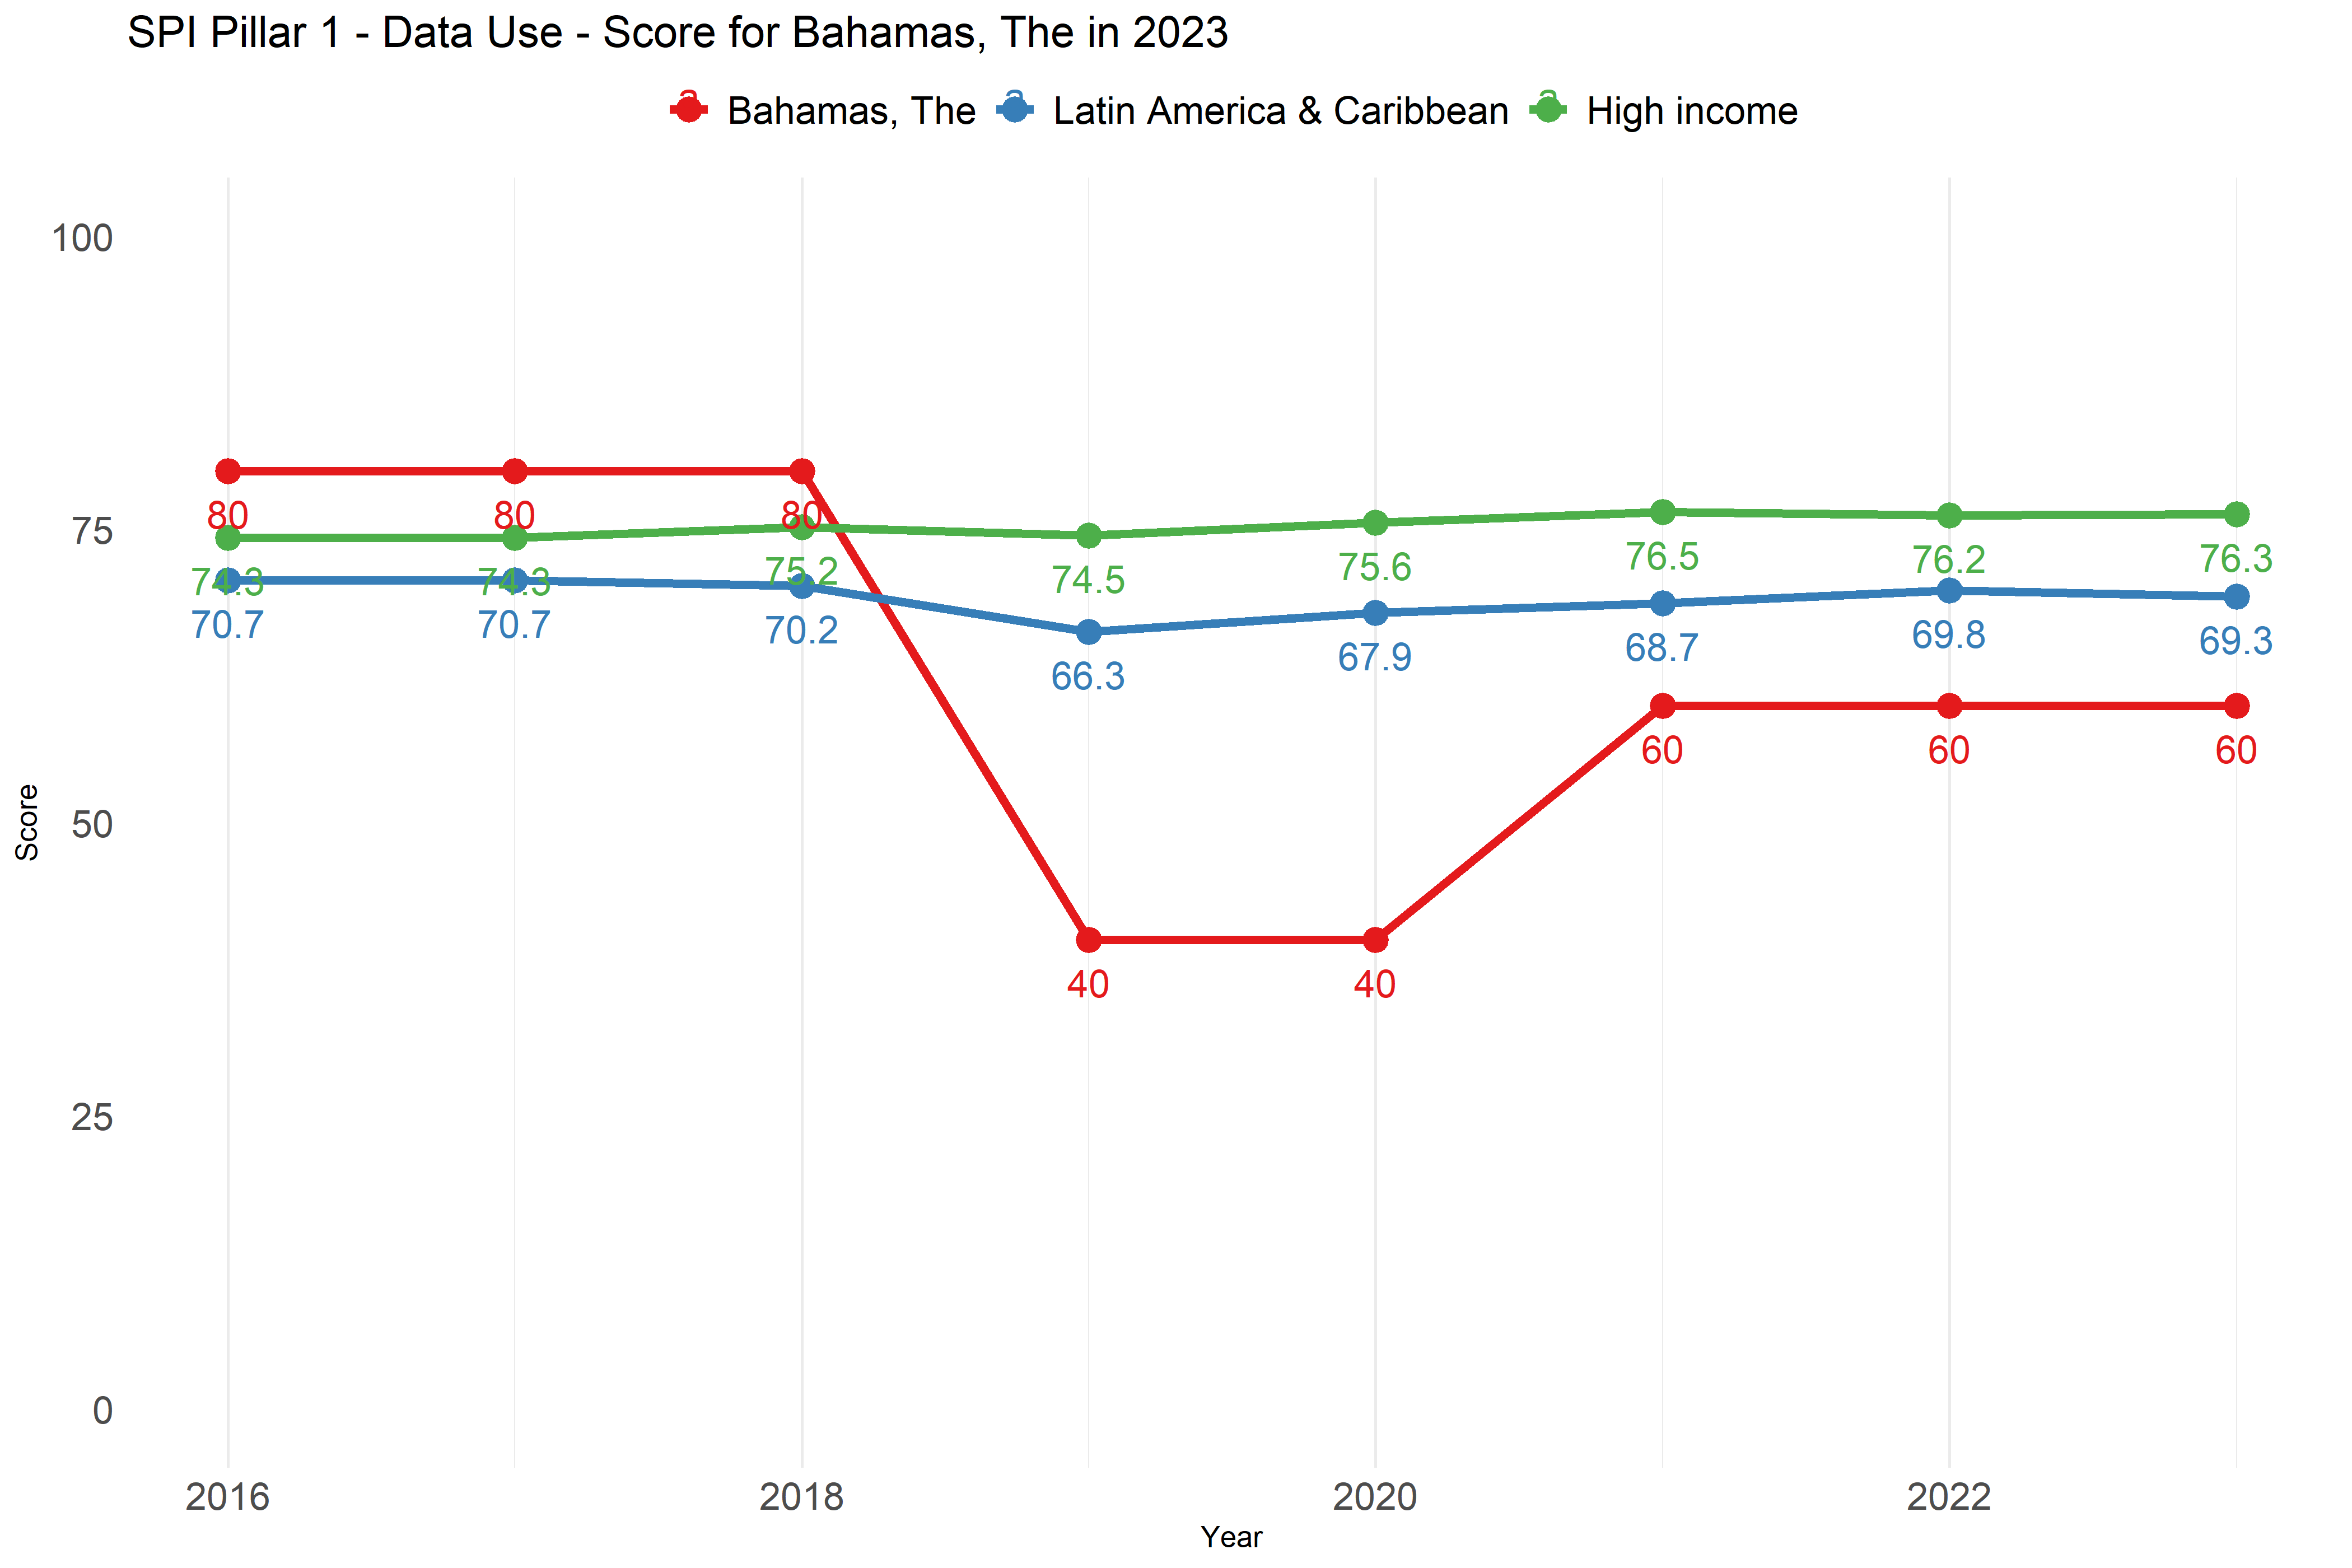 SPI Pillar 1 - Data Use - Score for Bahamas, The in 2023
Bahamas, The Latin America & Caribbean High income
100
75
50
25
0
Score
80 80 80
74.3 74.3 75.2 74.5 75.6 76.5 76.2 76.3
70.7 70.7 70.2 66.3 67.9 68.7 69.8 69.3
40 40 60 60 60
2016 2018 2020 2022
Year